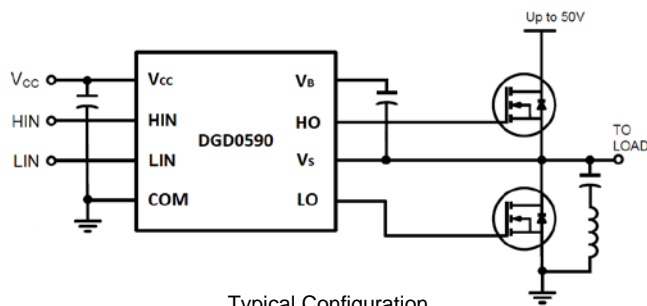 Up to 50V
VCC
HIN
LIN
VCC
HIN
LIN
COM
DGD0590
VB
HO
VS
LO
TO
LOAD
Typical Configuration